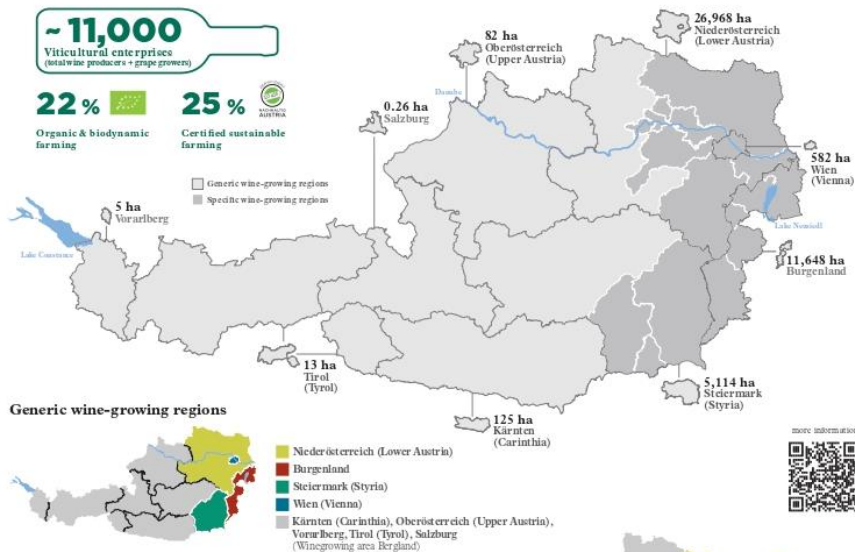 ~ 11,000
Viticultural enterprises
(total wine producers + grape growers)
22 %
Organic & biodynamic
farming
25 %
NACHHALTIG
AUSTRIA
Certified sustainable
farming
82 ha
Oberösterreich
(Upper Austria)
26,968 ha
Niederösterreich
(Lower Austria)
Danube
0.26 ha
Salzburg
582 ha
Wien
(Vienna)
Generic wine-growing regions
Specific wine-growing regions
5 ha
Vorarlberg
Lake Constance
Lake Neusiedl
11,648 ha
Burgenland
13 ha
Tirol
(Tyrol)
5,114 ha
Steiermark
(Styria)
125 ha
Kärnten
(Carinthia)
Generic wine-growing regions
Niederösterreich (Lower Austria)
Burgenland
Steiermark (Styria)
Wien (Vienna)
Kärnten (Carinthia), Oberösterreich (Upper Austria),
Vorarlberg, Tirol (Tyrol), Salzburg
(Winegrowing area Bergland)
more information